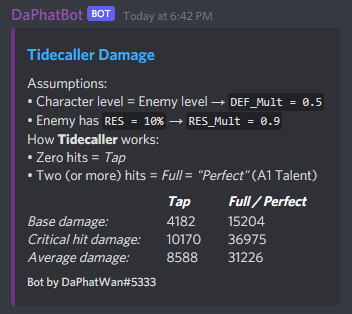 DaPhatBot BOT Today at 6:42 PM
Tidecaller Damage
Assumptions:
• Character level = Enemy level → DEF_Mult = 0.5
• Enemy has RES = 10% → RES_Mult = 0.9
How Tidecaller works:
• Zero hits = Tap
• Two (or more) hits = Full = "Perfect" (A1 Talent)
Tap Full / Perfect
Base damage: 4182 15204
Critical hit damage: 10170 36975
Average damage: 8588 31226
Bot by DaPhatWan#5333